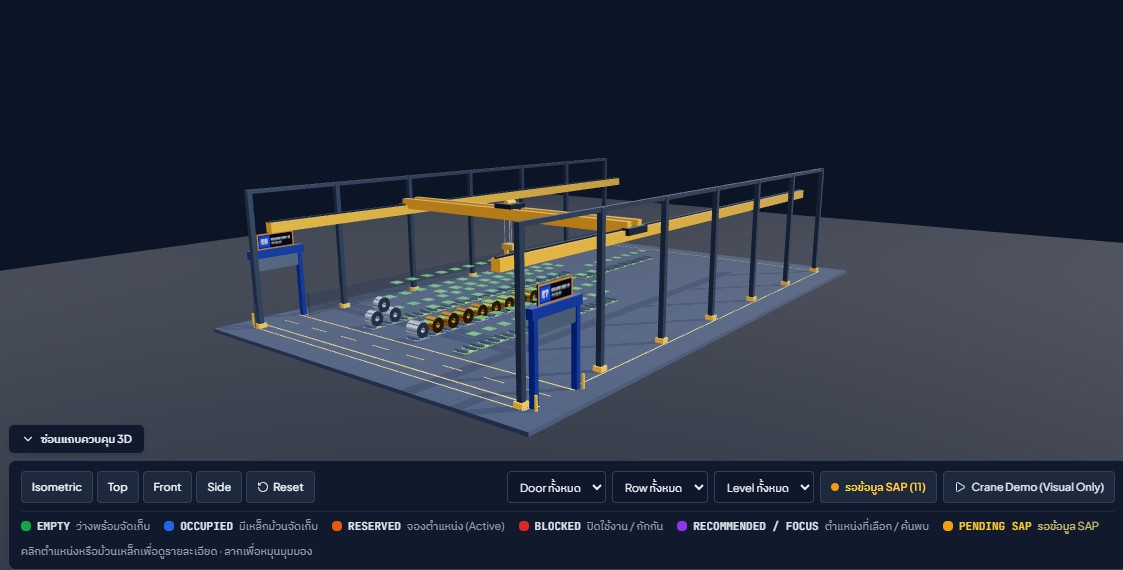 ซ่อนแถบควบคุม 3D
Isometric Top Front Side Reset Door ทั้งหมด Row ทั้งหมด Level ทั้งหมด รอข้อมูล SAP (11) Crane Demo (Visual Only)
EMPTY ว่างพร้อมจัดเก็บ OCCUPIED มีเหล็กม้วนจัดเก็บ RESERVED จองตำแหน่ง (Active) BLOCKED ปิดใช้งาน / กักกัน RECOMMENDED / FOCUS ตำแหน่งที่เลือก / ค้นพบ PENDING SAP รอข้อมูล SAP
คลิกตำแหน่งหรือม้วนเหล็กเพื่อดูรายละเอียด · ลากเพื่อหมุนมุมมอง